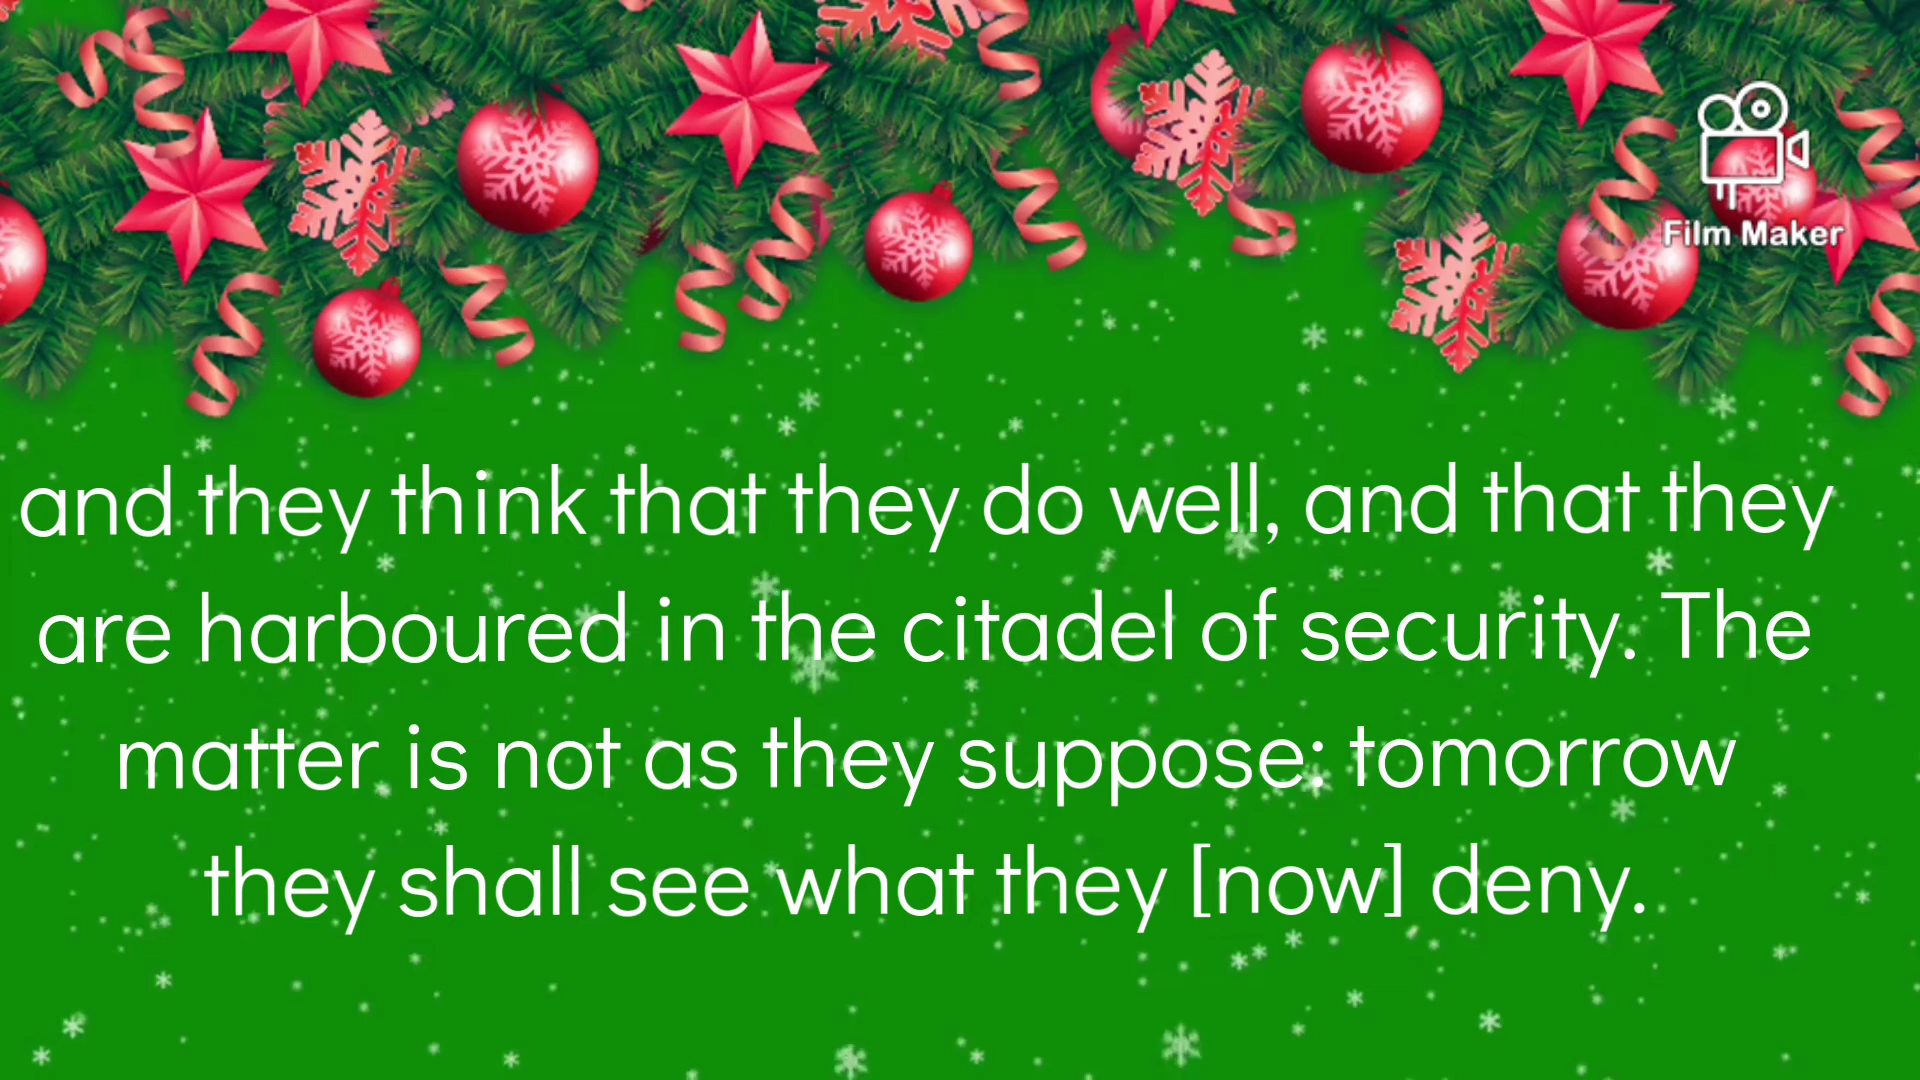 Film Maker
and they think that they do well, and that they
are harboured in the citadel of security. The
matter is not as they suppose: tomorrow
they shall see what they [now] deny.